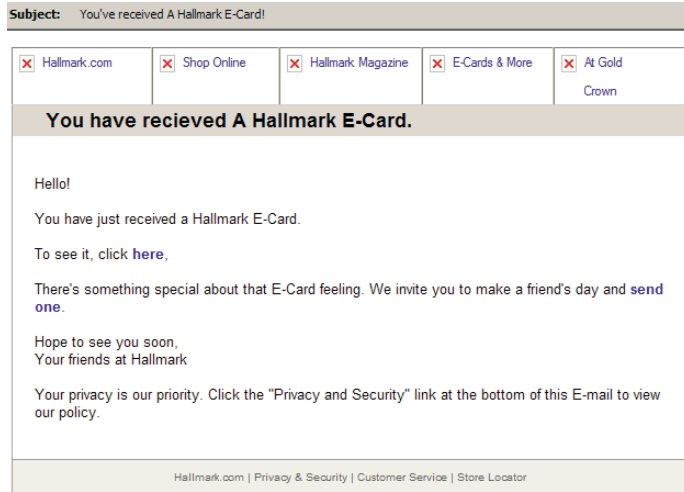 Subject: You've received A Hallmark E-Card!
Hallmark.com Shop Online Hallmark Magazine E-Cards & More At Gold
Crown
You have recieved A Hallmark E-Card.
Hello!
You have just received a Hallmark E-Card.
To see it, click here,
There's something special about that E-Card feeling. We invite you to make a friend's day and send
one.
Hope to see you soon,
Your friends at Hallmark
Your privacy is our priority. Click the "Privacy and Security" link at the bottom of this E-mail to view
our policy.
Hallmark.com | Privacy & Security | Customer Service | Store Locator